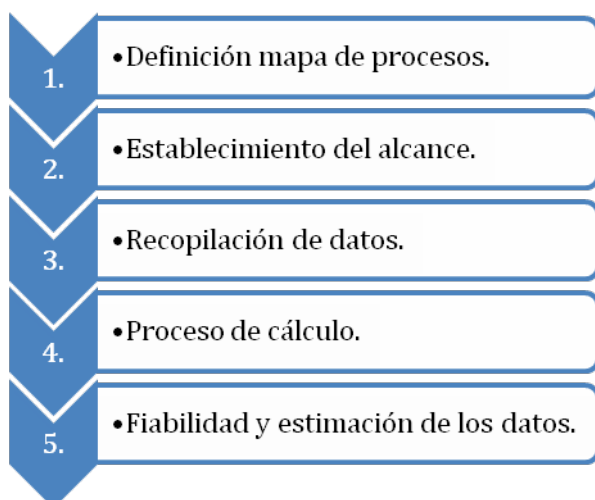 1. •Definición mapa de procesos.
2. •Establecimiento del alcance.
3. •Recopilación de datos.
4. •Proceso de cálculo.
5. •Fiabilidad y estimación de los datos.